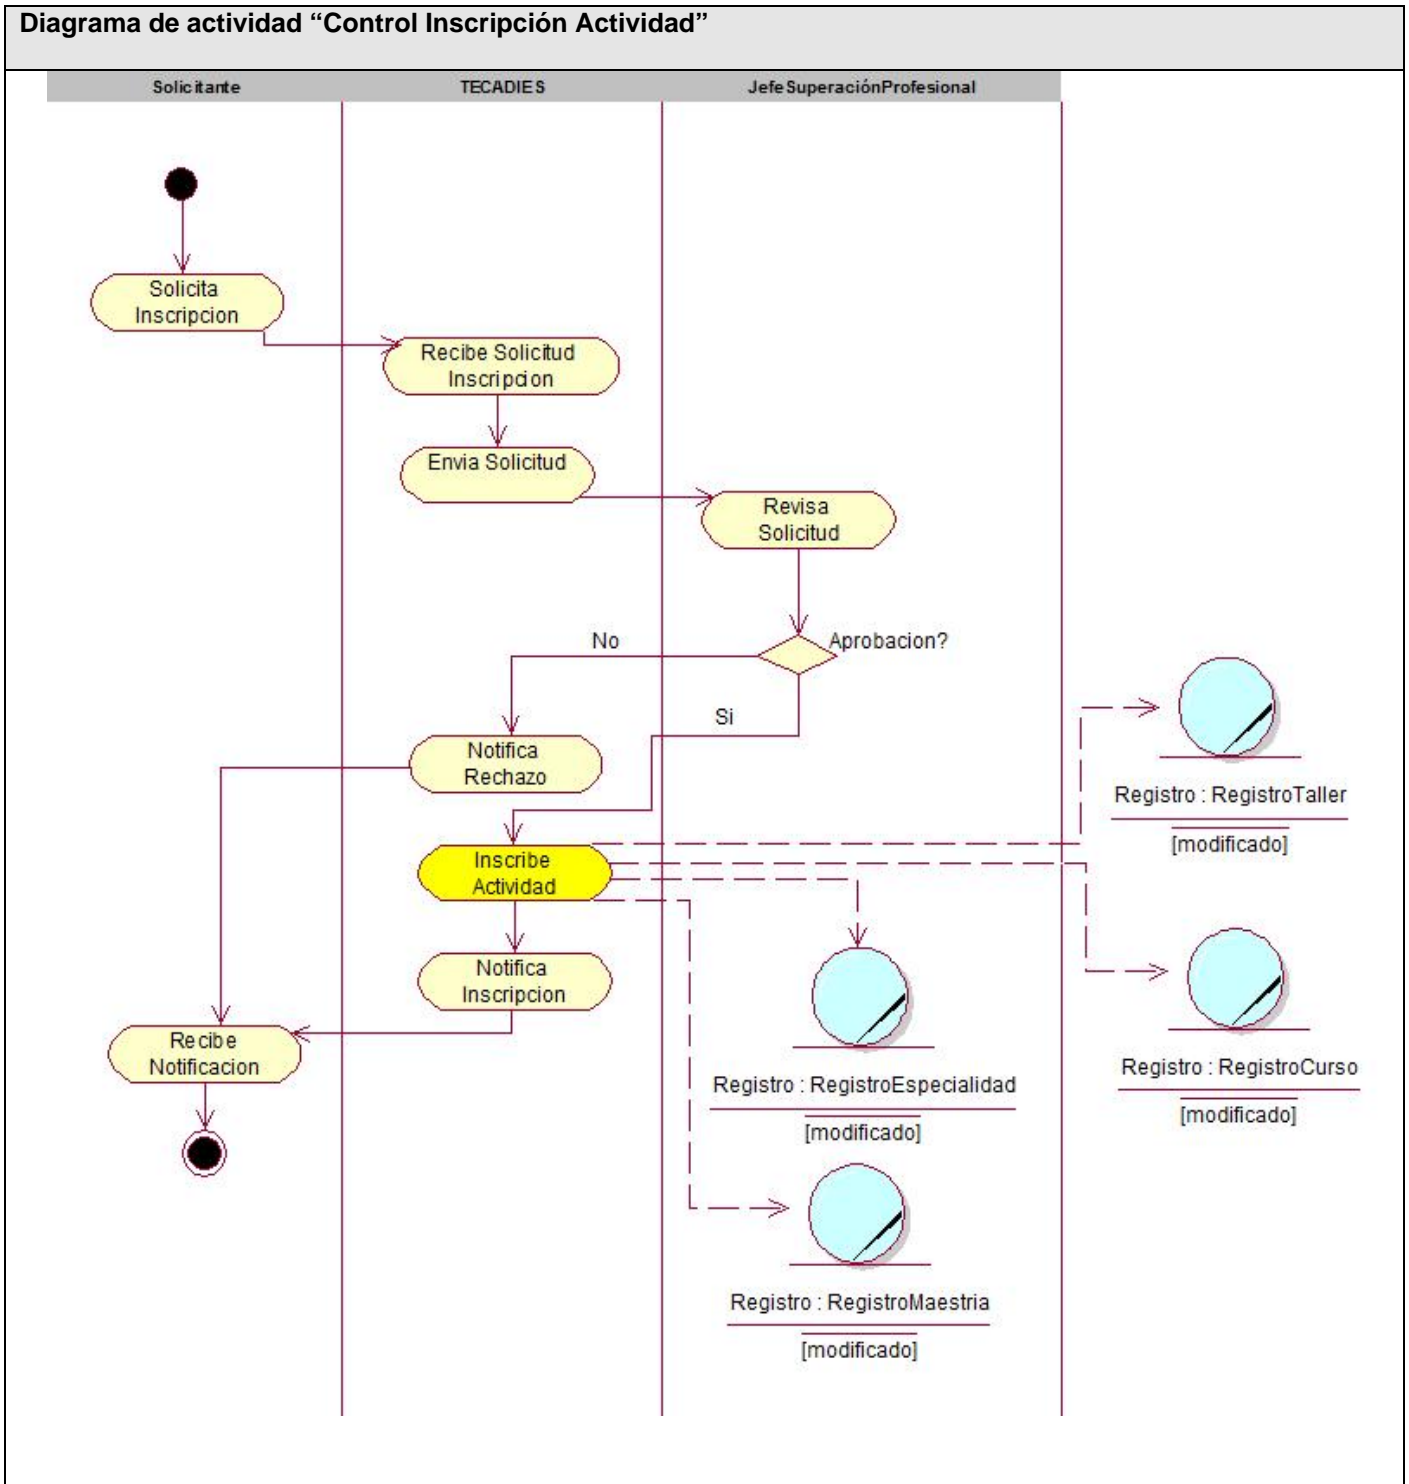 Diagrama de actividad “Control Inscripción Actividad”
Solicitante
TECADIES
JefeSuperaciónProfesional
Solicita
Inscripcion
Recibe Solicitud
Inscripcion
Envia Solicitud
Revisa
Solicitud
Aprobacion?
No
Si
Notifica
Rechazo
Registro : RegistroTaller
[modificado]
Inscribe
Actividad
Notifica
Inscripcion
Recibe
Notificacion
Registro : RegistroEspecialidad
[modificado]
Registro : RegistroCurso
[modificado]
Registro : RegistroMaestria
[modificado]